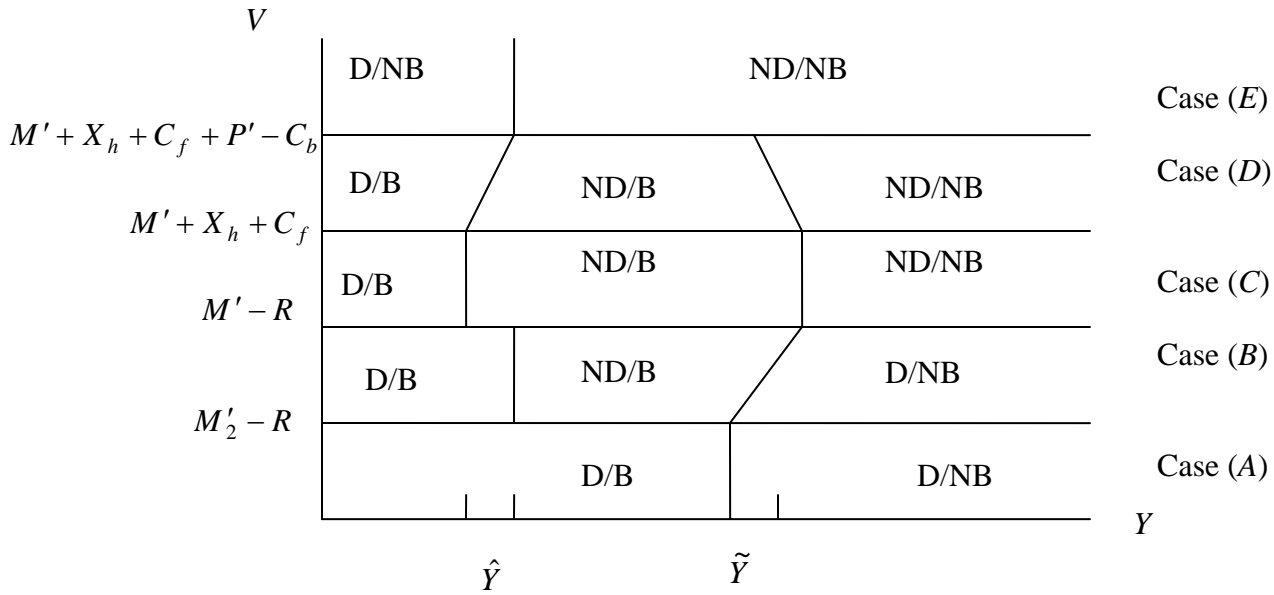 V
D/NB ND/NB
Case (E)
M′ + X_h + C_f + P′ − C_b
D/B ND/B ND/NB Case (D)
M′ + X_h + C_f
D/B ND/B ND/NB Case (C)
M′ − R
D/B ND/B D/NB Case (B)
M′_2 − R
D/B D/NB Case (A)
Y
Ŷ Ỹ